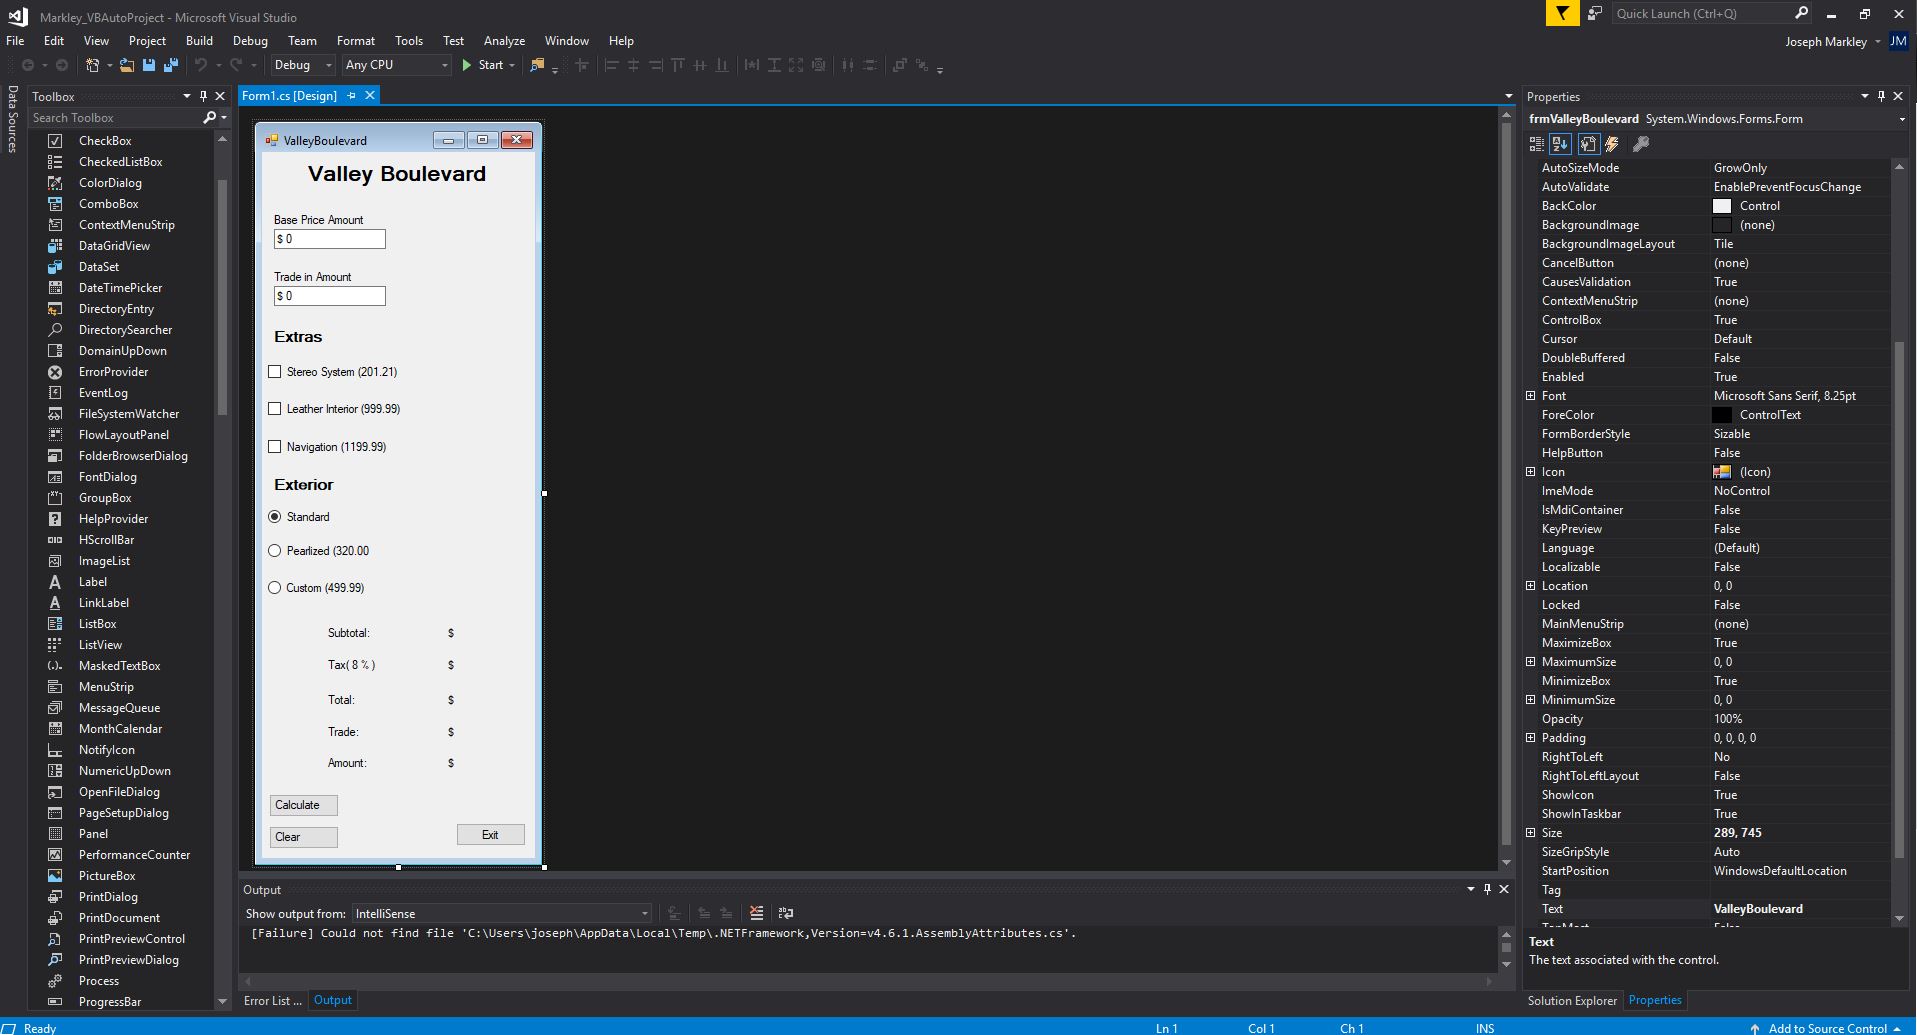 Markley_VBAutoProject - Microsoft Visual Studio
Quick Launch (Ctrl+Q)
File Edit View Project Build Debug Team Format Tools Test Analyze Window Help
Joseph Markley JM
Debug Any CPU Start
Data Sources
Toolbox
Search Toolbox
CheckBox
CheckedListBox
ColorDialog
ComboBox
ContextMenuStrip
DataGridView
DataSet
DateTimePicker
DirectoryEntry
DirectorySearcher
DomainUpDown
ErrorProvider
EventLog
FileSystemWatcher
FlowLayoutPanel
FolderBrowserDialog
FontDialog
GroupBox
HelpProvider
HScrollBar
ImageList
Label
LinkLabel
ListBox
ListView
MaskedTextBox
MenuStrip
MessageQueue
MonthCalendar
NotifyIcon
NumericUpDown
OpenFileDialog
PageSetupDialog
Panel
PerformanceCounter
PictureBox
PrintDialog
PrintDocument
PrintPreviewControl
PrintPreviewDialog
Process
ProgressBar
Form1.cs [Design]
ValleyBoulevard
Valley Boulevard
Base Price Amount
$ 0
Trade in Amount
$ 0
Extras
Stereo System (201.21)
Leather Interior (999.99)
Navigation (1199.99)
Exterior
Standard
Pearlized (320.00
Custom (499.99)
Subtotal: $
Tax( 8 % ) $
Total: $
Trade: $
Amount: $
Calculate
Clear
Exit
Output
Show output from: IntelliSense
[Failure] Could not find file 'C:\Users\joseph\AppData\Local\Temp\.NETFramework,Version=v4.6.1.AssemblyAttributes.cs'.
Error List ... Output
Properties
frmValleyBoulevard System.Windows.Forms.Form
AutoSizeMode GrowOnly
AutoValidate EnablePreventFocusChange
BackColor Control
BackgroundImage (none)
BackgroundImageLayout Tile
CancelButton (none)
CausesValidation True
ContextMenuStrip (none)
ControlBox True
Cursor Default
DoubleBuffered False
Enabled True
Font Microsoft Sans Serif, 8.25pt
ForeColor ControlText
FormBorderStyle Sizable
HelpButton False
Icon (Icon)
ImeMode NoControl
IsMdiContainer False
KeyPreview False
Language (Default)
Localizable False
Location 0, 0
Locked False
MainMenuStrip (none)
MaximizeBox True
MaximumSize 0, 0
MinimizeBox True
MinimumSize 0, 0
Opacity 100%
Padding 0, 0, 0, 0
RightToLeft No
RightToLeftLayout False
ShowIcon True
ShowInTaskbar True
Size 289, 745
SizeGripStyle Auto
StartPosition WindowsDefaultLocation
Tag
Text ValleyBoulevard
Text
The text associated with the control.
Solution Explorer Properties
Ready Ln 1 Col 1 Ch 1 INS Add to Source Control